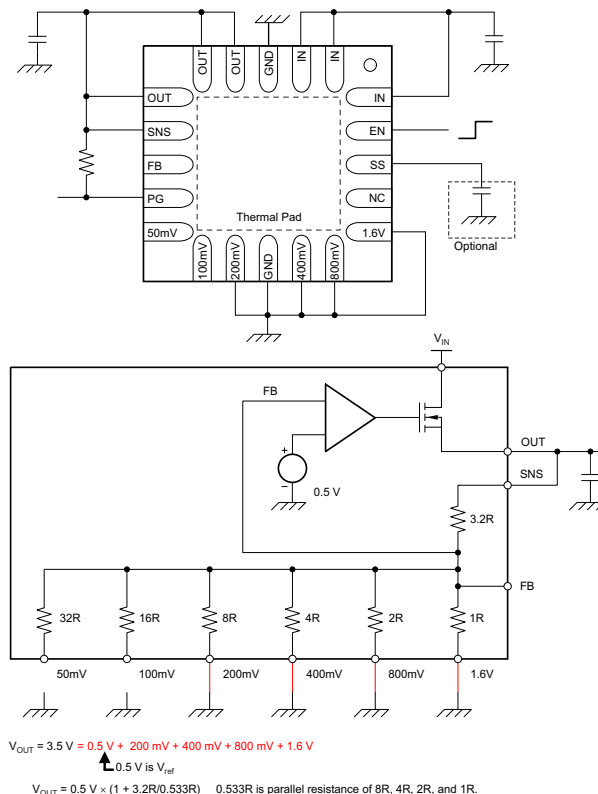 OUT
OUT
GND
IN
IN
OUT
IN
SNS
EN
FB
SS
PG
NC
Thermal Pad
50mV
1.6V
Optional
100mV
200mV
GND
400mV
800mV
V_IN
FB
+
−
0.5 V
OUT
SNS
3.2R
FB
32R
16R
8R
4R
2R
1R
50mV
100mV
200mV
400mV
800mV
1.6V
V_OUT = 3.5 V = 0.5 V + 200 mV + 400 mV + 800 mV + 1.6 V
0.5 V is V_ref
V_OUT = 0.5 V × (1 + 3.2R/0.533R) 0.533R is parallel resistance of 8R, 4R, 2R, and 1R.